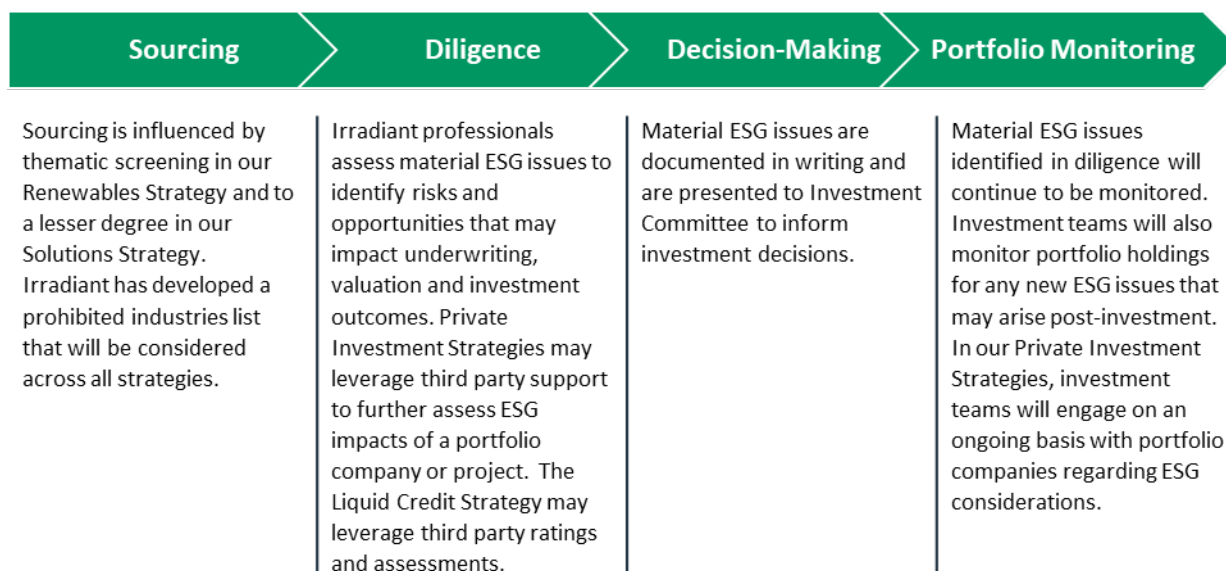 Sourcing
Diligence
Decision-Making
Portfolio Monitoring
Sourcing is influenced by
thematic screening in our
Renewables Strategy and to
a lesser degree in our
Solutions Strategy.
Irradiant has developed a
prohibited industries list
that will be considered
across all strategies.
Irradiant professionals
assess material ESG issues to
identify risks and
opportunities that may
impact underwriting,
valuation and investment
outcomes. Private
Investment Strategies may
leverage third party support
to further assess ESG
impacts of a portfolio
company or project. The
Liquid Credit Strategy may
leverage third party ratings
and assessments.
Material ESG issues are
documented in writing and
are presented to Investment
Committee to inform
investment decisions.
Material ESG issues
identified in diligence will
continue to be monitored.
Investment teams will also
monitor portfolio holdings
for any new ESG issues that
may arise post-investment.
In our Private Investment
Strategies, investment
teams will engage on an
ongoing basis with portfolio
companies regarding ESG
considerations.